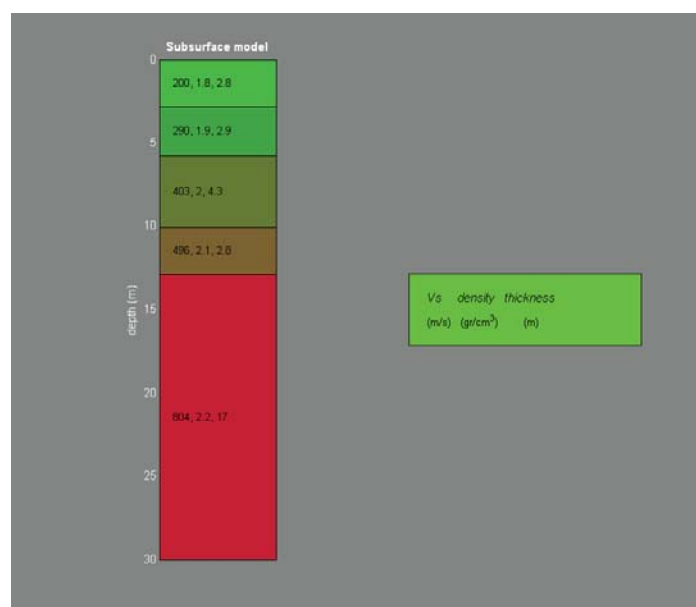 Subsurface model
0
200, 1.8, 2.8
290, 1.9, 2.9
5
403, 2, 4.3
10
496, 2.1, 2.8
depth (m)
15
20
804, 2.2, 17
25
30
Vs density thickness
(m/s) (gr/cm³) (m)